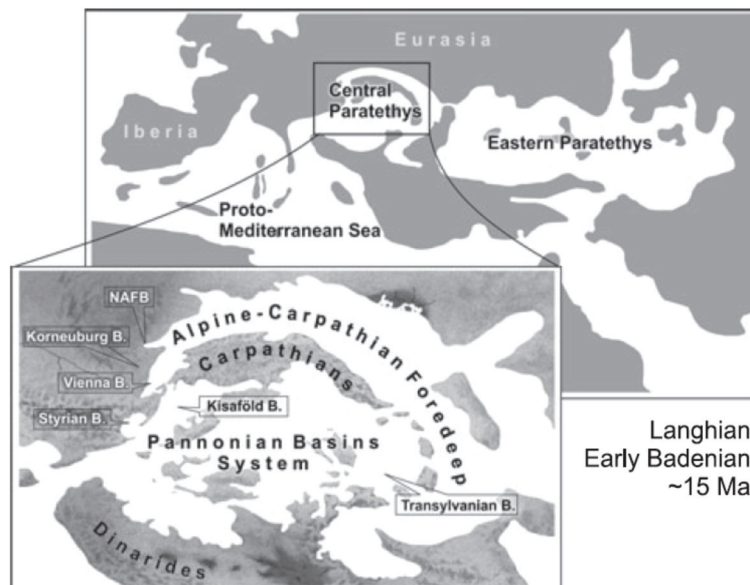 Eurasia
Central
Paratethys
Iberia
Eastern Paratethys
Proto-
Mediterranean Sea
NAFB
Alpine-Carpathian Foredeep
Korneuburg B.
Carpathians
Vienna B.
Kisaföld B.
Styrian B.
Pannonian Basins
System
Transylvanian B.
Dinarides
Langhian
Early Badenian
~15 Ma